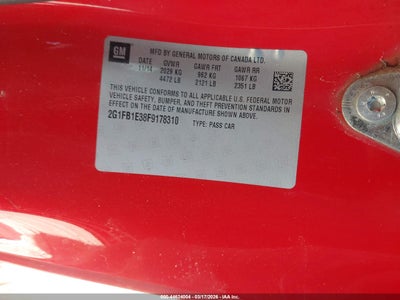 GM
MFD BY GENERAL MOTORS OF CANADA LTD.
DATE GVWR GAWR FRT GAWR RR
2029 KG 962 KG 1067 KG
4472 LB 2121 LB 2351 LB
THIS VEHICLE CONFORMS TO ALL APPLICABLE U.S. FEDERAL MOTOR
VEHICLE SAFETY, BUMPER, AND THEFT PREVENTION STANDARDS
IN EFFECT ON THE DATE OF MANUFACTURE SHOWN ABOVE.
2G1FB1E38F9178310
TYPE: PASS CAR